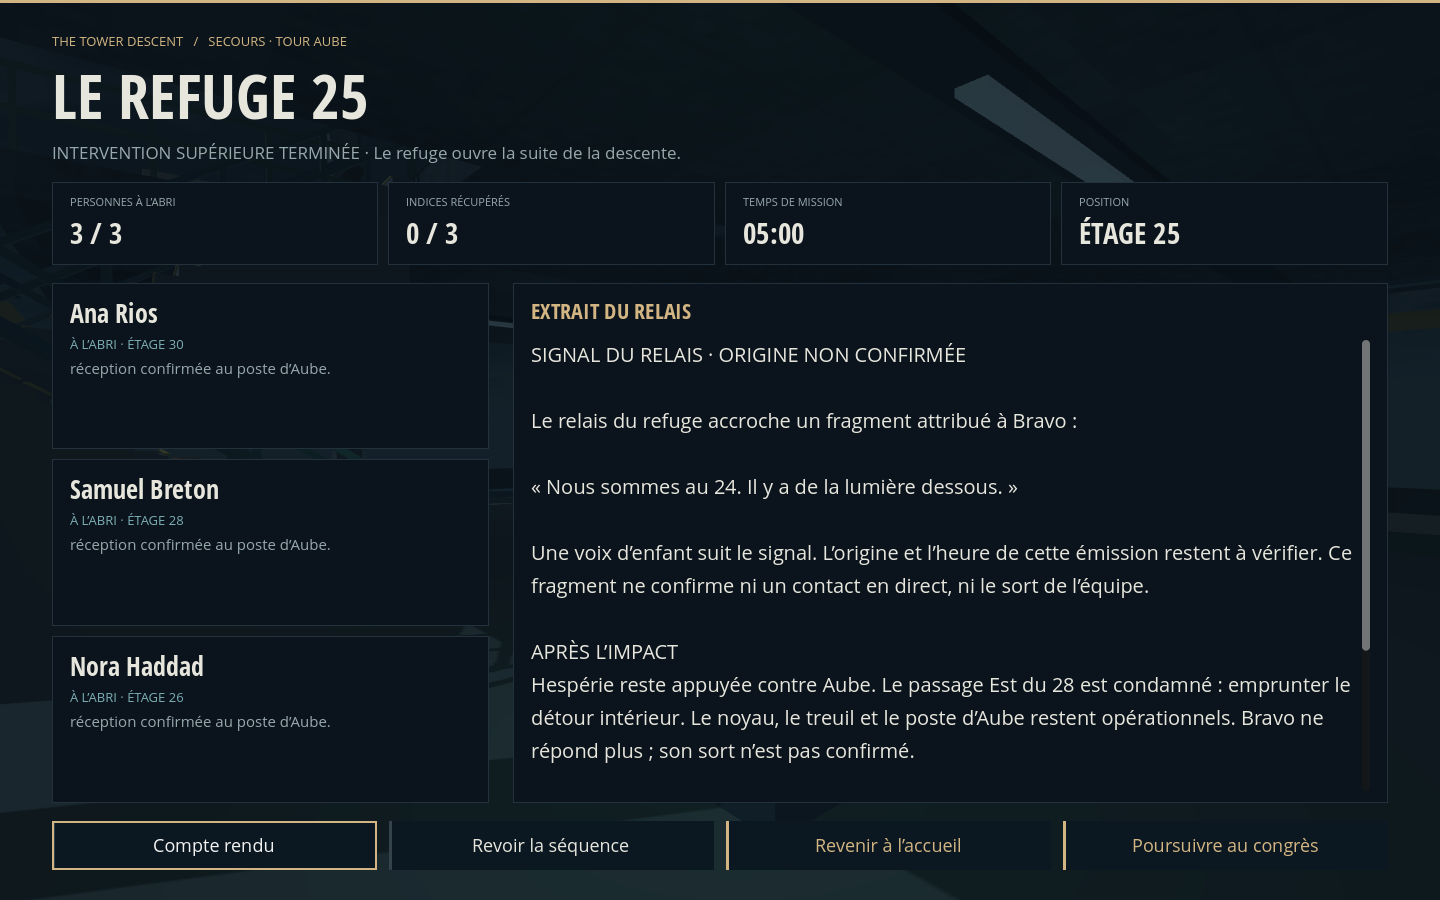 THE TOWER DESCENT / SECOURS · TOUR AUBE
LE REFUGE 25
INTERVENTION SUPÉRIEURE TERMINÉE · Le refuge ouvre la suite de la descente.
PERSONNES À L'ABRI
3 / 3
INDICES RÉCUPÉRÉS
0 / 3
TEMPS DE MISSION
05:00
POSITION
ÉTAGE 25
Ana Rios
À L'ABRI · ÉTAGE 30
réception confirmée au poste d'Aube.
Samuel Breton
À L'ABRI · ÉTAGE 28
réception confirmée au poste d'Aube.
Nora Haddad
À L'ABRI · ÉTAGE 26
réception confirmée au poste d'Aube.
EXTRAIT DU RELAIS
SIGNAL DU RELAIS · ORIGINE NON CONFIRMÉE
Le relais du refuge accroche un fragment attribué à Bravo :
« Nous sommes au 24. Il y a de la lumière dessous. »
Une voix d'enfant suit le signal. L'origine et l'heure de cette émission restent à vérifier. Ce
fragment ne confirme ni un contact en direct, ni le sort de l'équipe.
APRÈS L'IMPACT
Hespérie reste appuyée contre Aube. Le passage Est du 28 est condamné : emprunter le
détour intérieur. Le noyau, le treuil et le poste d'Aube restent opérationnels. Bravo ne
répond plus ; son sort n'est pas confirmé.
Compte rendu
Revoir la séquence
Revenir à l'accueil
Poursuivre au congrès